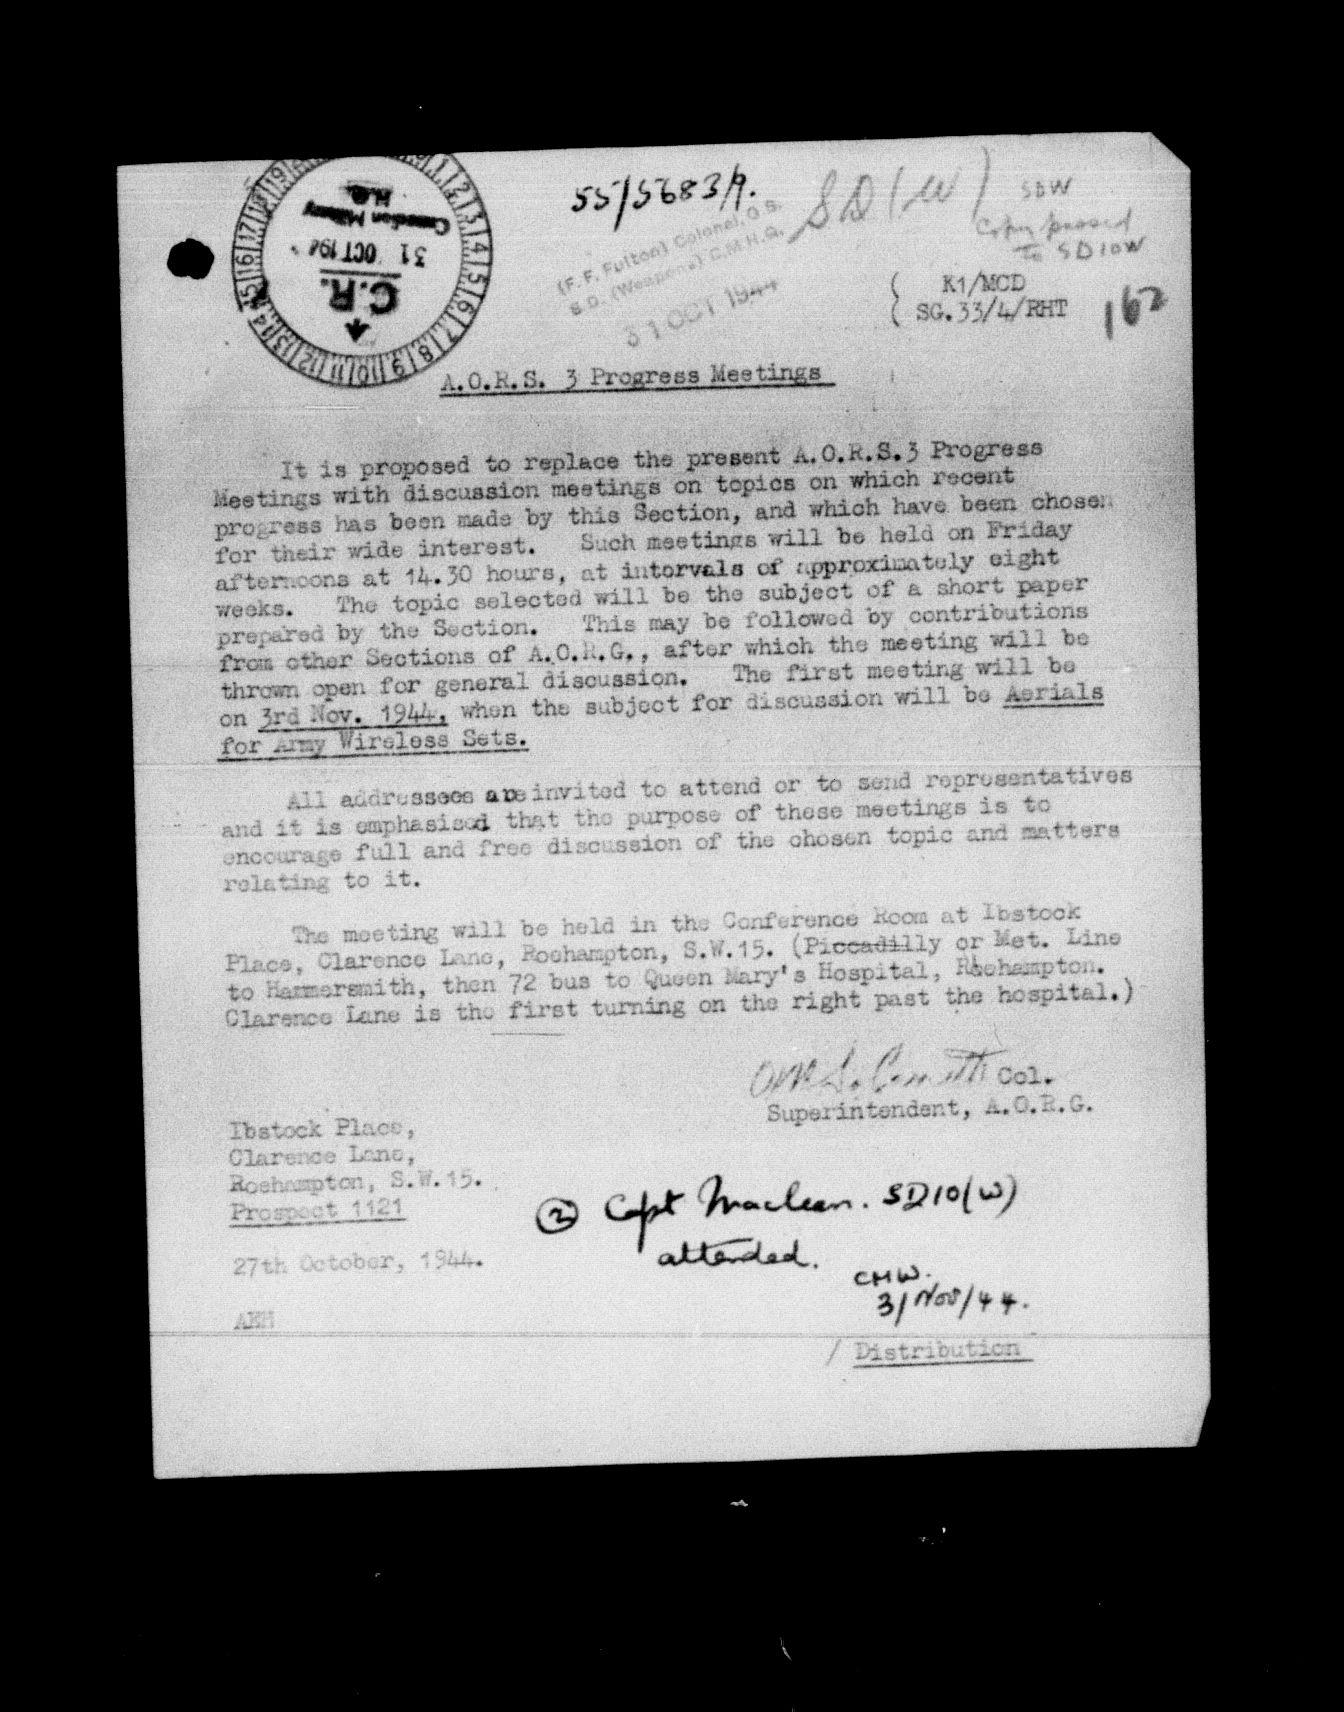 55/5683/9.
SD(W)
SDW
Copy passed
To SD10W
(F.F. Fulton) Colonel, G.S.
S.D. (Weapons) C.M.H.Q.
31 OCT 1944
C.R.
31 OCT 194
Canadian Military
H.Q.
K1/MCD
SG.33/4/RHT
162
A.O.R.S. 3 Progress Meetings
It is proposed to replace the present A.O.R.S.3 Progress
Meetings with discussion meetings on topics on which recent
progress has been made by this Section, and which have been chosen
for their wide interest. Such meetings will be held on Friday
afternoons at 14.30 hours, at intervals of approximately eight
weeks. The topic selected will be the subject of a short paper
prepared by the Section. This may be followed by contributions
from other Sections of A.O.R.G., after which the meeting will be
thrown open for general discussion. The first meeting will be
on 3rd Nov. 1944, when the subject for discussion will be Aerials
for Army Wireless Sets.
All addressees are invited to attend or to send representatives
and it is emphasised that the purpose of these meetings is to
encourage full and free discussion of the chosen topic and matters
relating to it.
The meeting will be held in the Conference Room at Ibstock
Place, Clarence Lane, Roehampton, S.W.15. (Piccadilly or Met. Line
to Hammersmith, then 72 bus to Queen Mary's Hospital, Roehampton.
Clarence Lane is the first turning on the right past the hospital.)
Col.
Superintendent, A.O.R.G.
Ibstock Place,
Clarence Lane,
Roehampton, S.W.15.
Prospect 1121
27th October, 1944.
AEH
② Capt Maclean. SD10(W)
attended.
CHW.
3/Nov/44.
/ Distribution